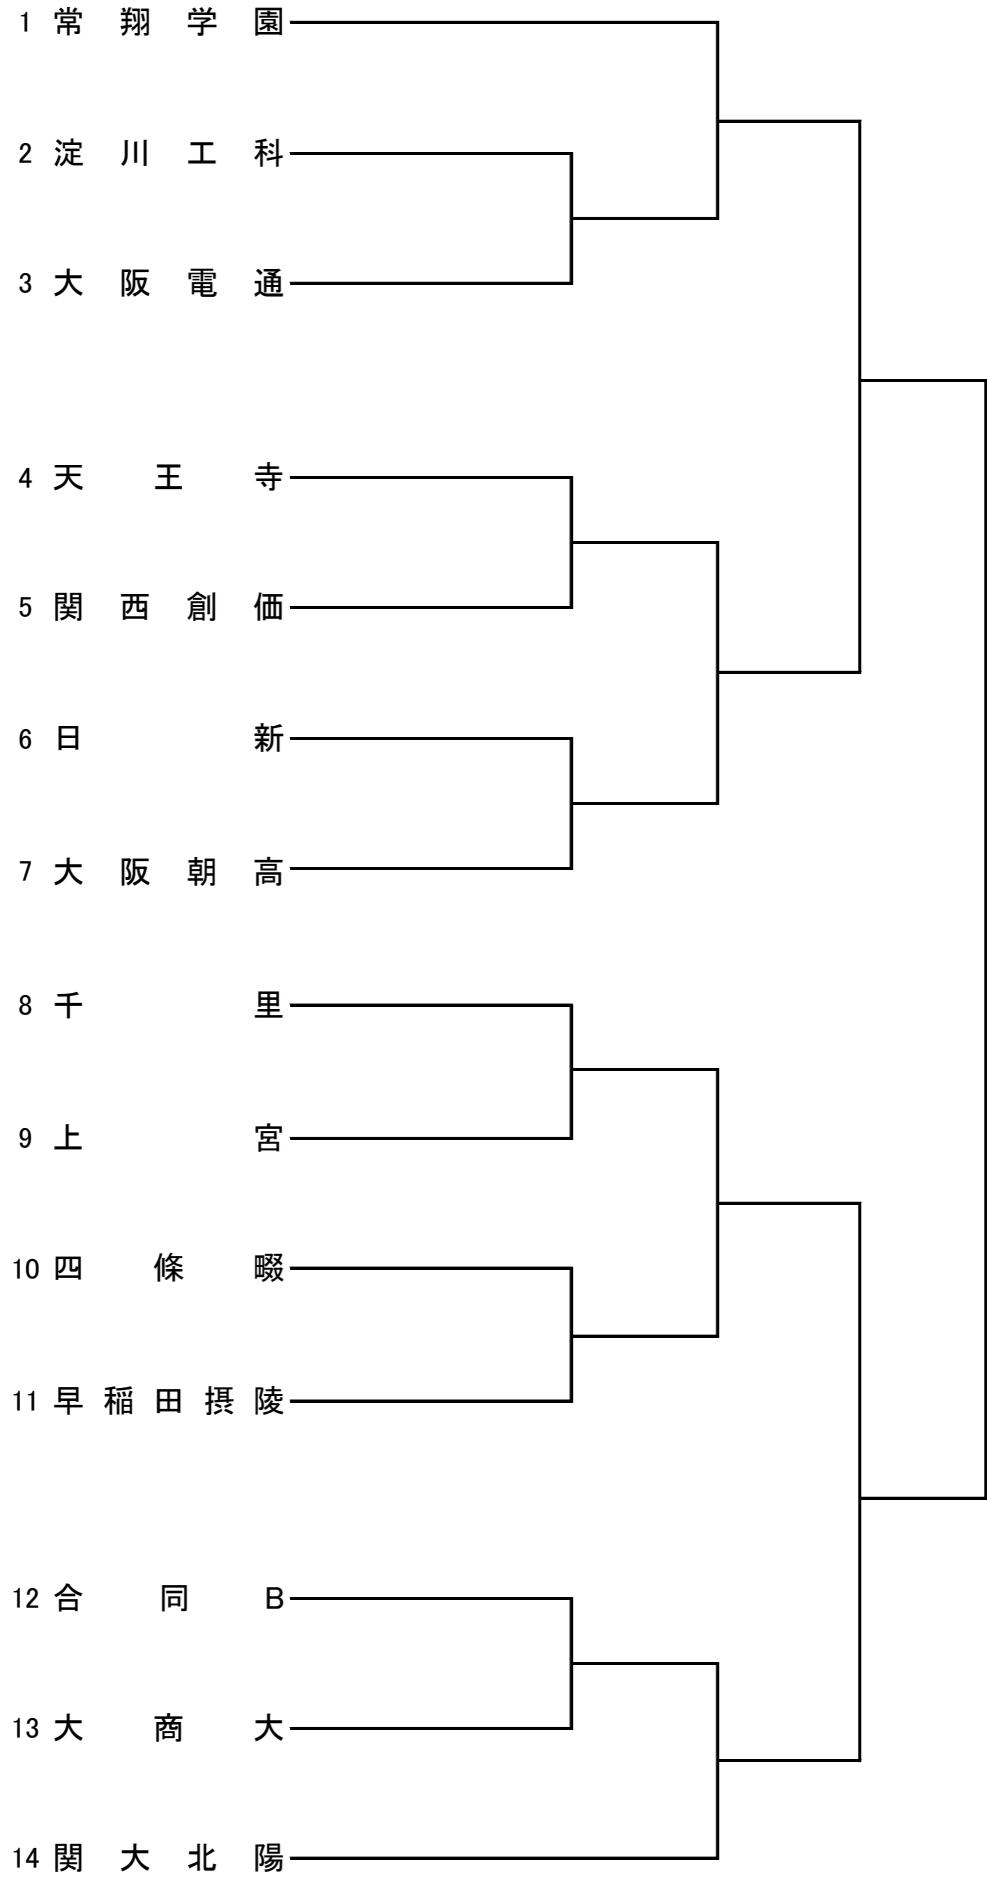 1 常翔学園
2 淀川工科
3 大阪電通
4 天王寺
5 関西創価
6 日新
7 大阪朝高
8 千里
9 上宮
10 四條畷
11 早稲田摂陵
12 合同B
13 大商大
14 関大北陽